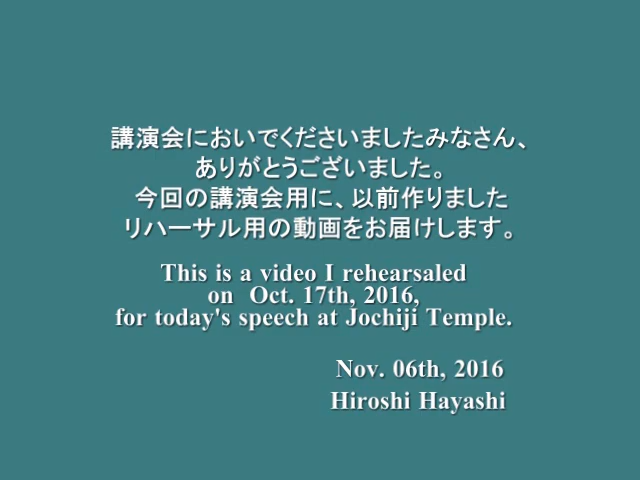 講演会においでくださいましたみなさん、
ありがとうございました。
今回の講演会用に、以前作りました
リハーサル用の動画をお届けします。
This is a video I rehearsaled
on Oct. 17th, 2016,
for today's speech at Jochiji Temple.
Nov. 06th, 2016
Hiroshi Hayashi